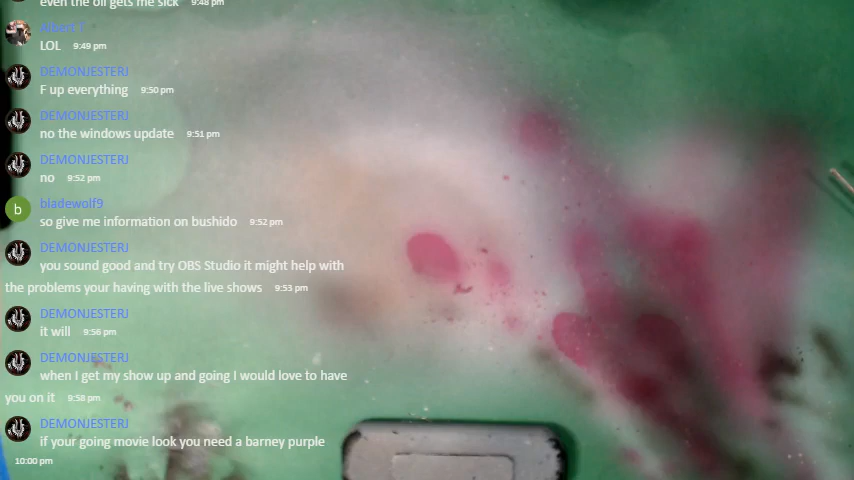 even the oil gets me sick 9:48 pm
Albert T
LOL 9:49 pm
DEMONJESTERJ
F up everything 9:50 pm
DEMONJESTERJ
no the windows update 9:51 pm
DEMONJESTERJ
no 9:52 pm
b
bladewolf9
so give me information on bushido 9:52 pm
DEMONJESTERJ
you sound good and try OBS Studio it might help with
the problems your having with the live shows 9:53 pm
DEMONJESTERJ
it will 9:56 pm
DEMONJESTERJ
when I get my show up and going I would love to have
you on it 9:58 pm
DEMONJESTERJ
if your going movie look you need a barney purple
10:00 pm